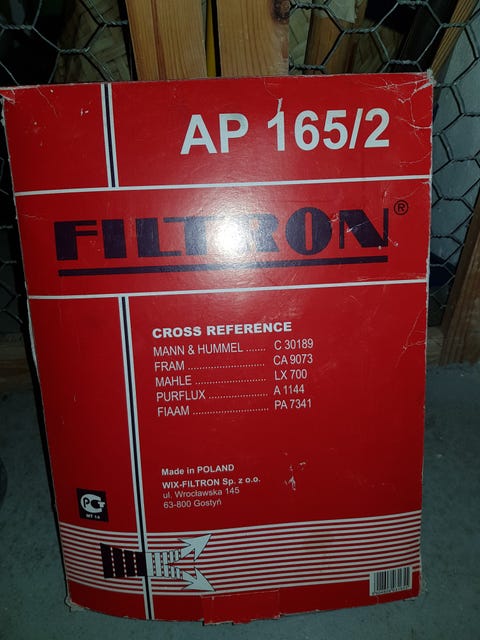 AP 165/2
FILTRON®
CROSS REFERENCE
MANN & HUMMEL ....... C 30189
FRAM ........................... CA 9073
MAHLE ......................... LX 700
PURFLUX ..................... A 1144
FIAAM ........................... PA 7341
Made in POLAND
WIX-FILTRON Sp. z o.o.
ul. Wrocławska 145
63-800 Gostyń